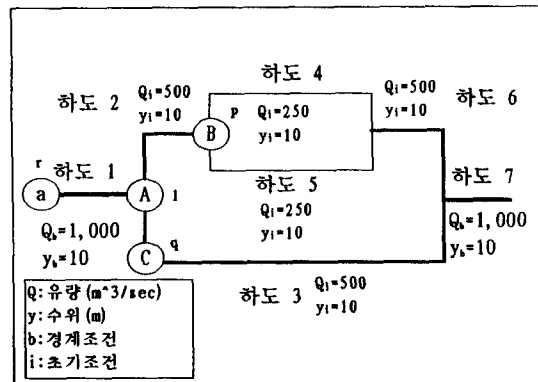 하도 4
하도 2
Qi=500
yi=10
p
B
Qi=250
yi=10
Qi=500
yi=10
하도 6
r
하도 1
a
A
1
하도 5
Qi=250
yi=10
하도 7
Qb=1,000
yb=10
C
q
Qb=1,000
yb=10
하도 3
Qi=500
yi=10
Q:유량(m^3/sec)
y:수위(m)
b:경계조건
i:초기조건